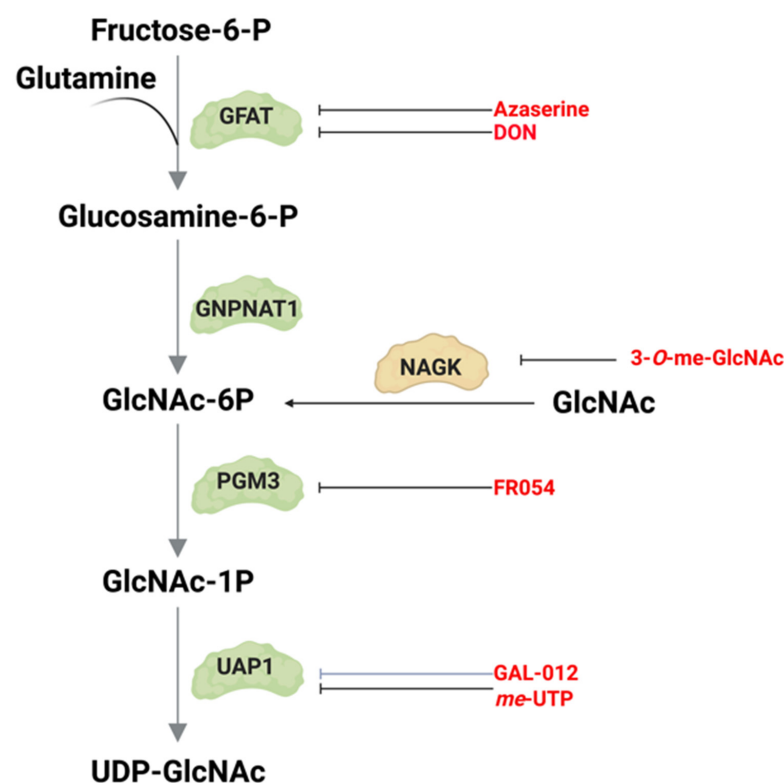 Fructose-6-P
Glutamine
GFAT
Azaserine
DON
Glucosamine-6-P
GNPNAT1
NAGK
3-O-me-GlcNAc
GlcNAc-6P
GlcNAc
PGM3
FR054
GlcNAc-1P
UAP1
GAL-012
me-UTP
UDP-GlcNAc